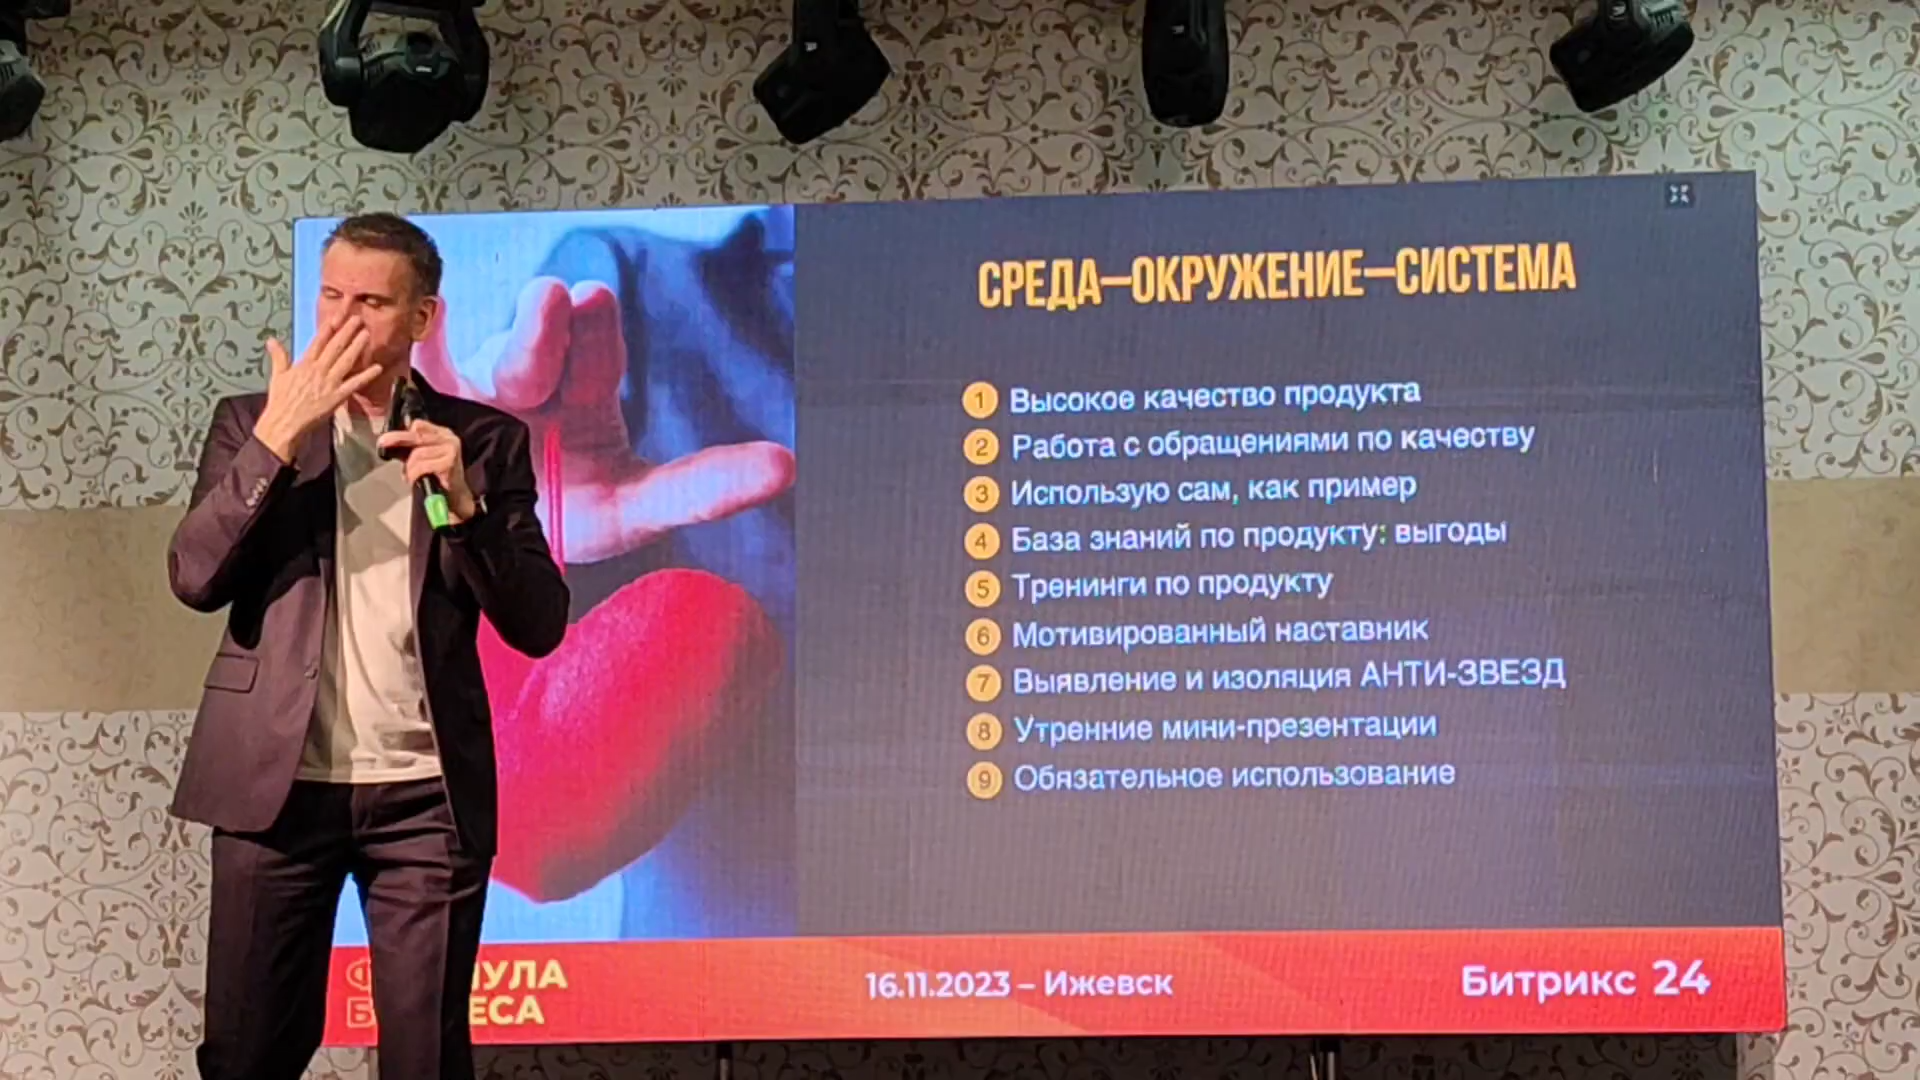 СРЕДА–ОКРУЖЕНИЕ–СИСТЕМА
1 Высокое качество продукта
2 Работа с обращениями по качеству
3 Использую сам, как пример
4 База знаний по продукту: выгоды
5 Тренинги по продукту
6 Мотивированный наставник
7 Выявление и изоляция АНТИ-ЗВЕЗД
8 Утренние мини-презентации
9 Обязательное использование
16.11.2023 – Ижевск
Битрикс 24